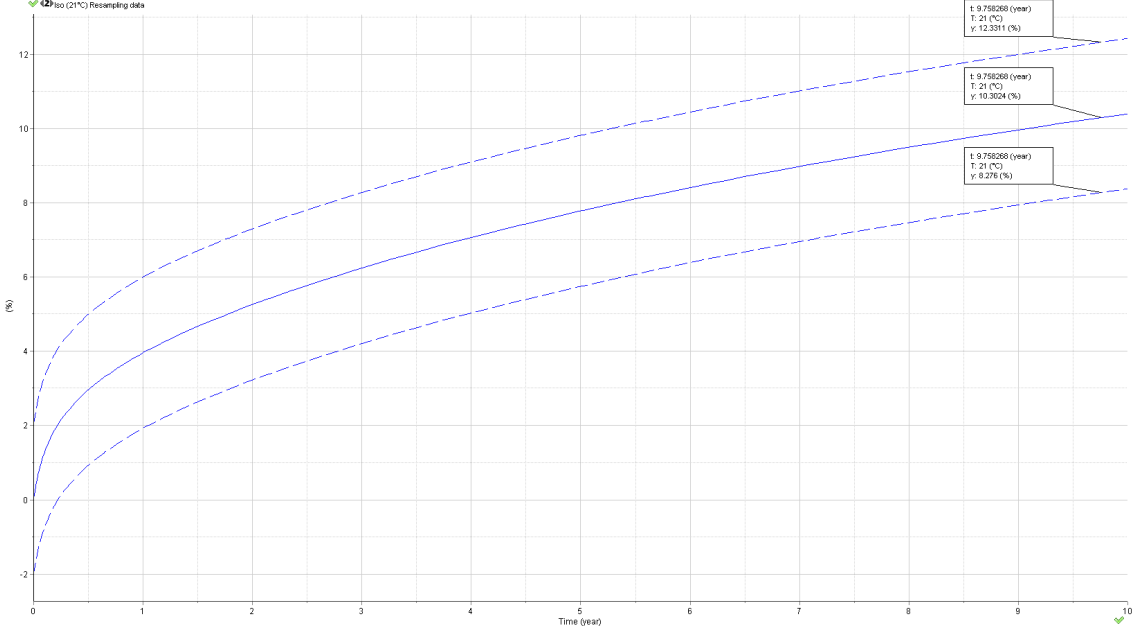 2 Iso (21°C) Resampling data
t: 9.758268 (year)
T: 21 (°C)
y: 12.3311 (%)
t: 9.758268 (year)
T: 21 (°C)
y: 10.3024 (%)
t: 9.758268 (year)
T: 21 (°C)
y: 8.276 (%)
12
10
8
6
4
2
0
-2
(%)
0 1 2 3 4 5 6 7 8 9 10
Time (year)